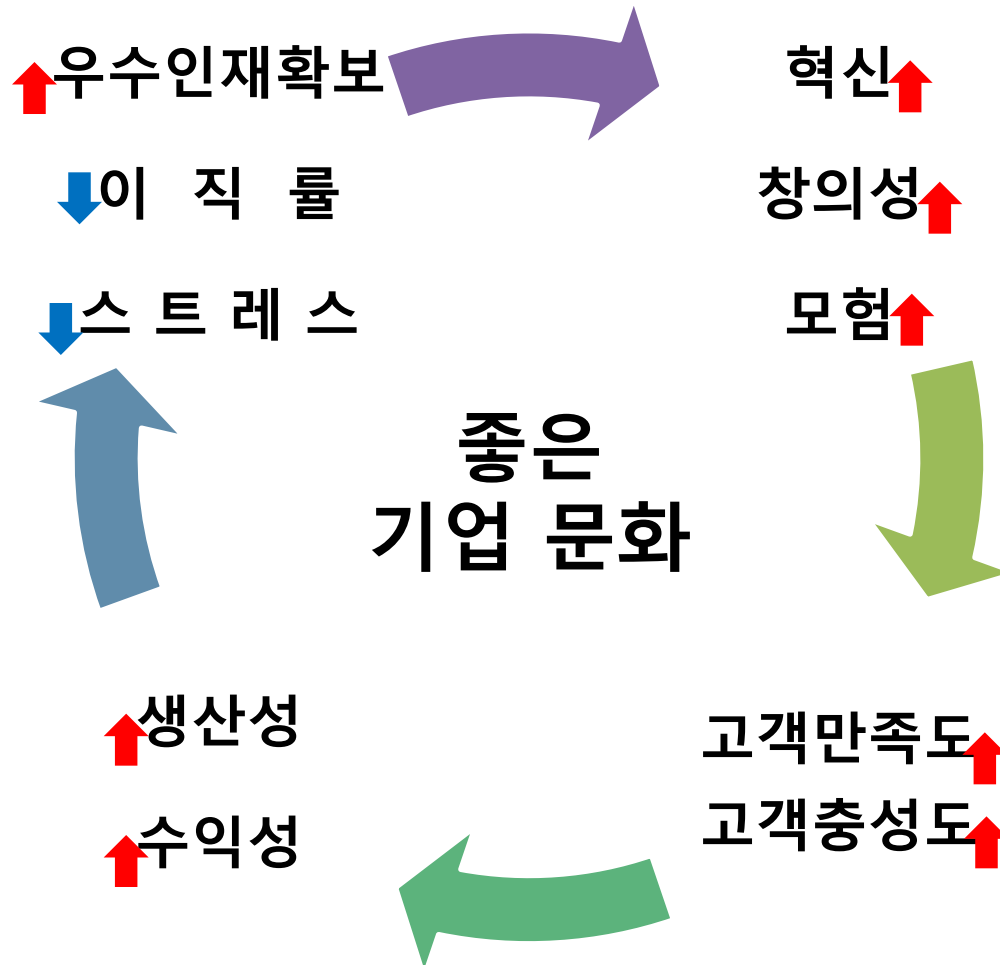 우수인재확보
이 직 률
스 트 레 스
혁신
창의성
모험
좋은
기업 문화
생산성
수익성
고객만족도
고객충성도